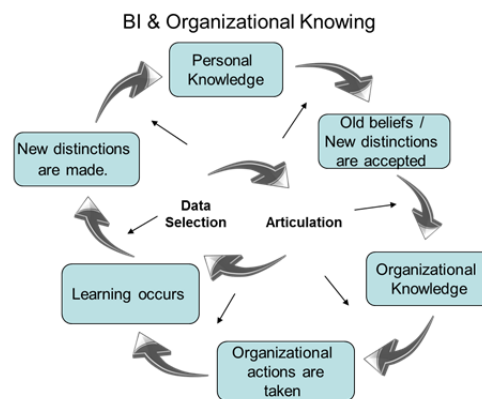 BI & Organizational Knowing
Personal
Knowledge
Old beliefs /
New distinctions
are accepted
New distinctions
are made.
Data
Selection
Articulation
Organizational
Knowledge
Learning occurs
Organizational
actions are
taken